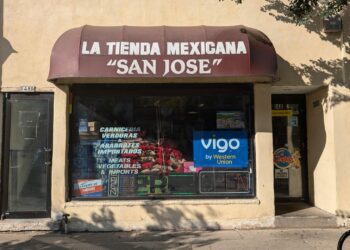 LA TIENDA MEXICANA
"SAN JOSE"
CARNICERIA
VERDURAS
&
ABARROTES
IMPORTADOS
MEATS
VEGETABLES
& IMPORTS
vigo
by Western
Union